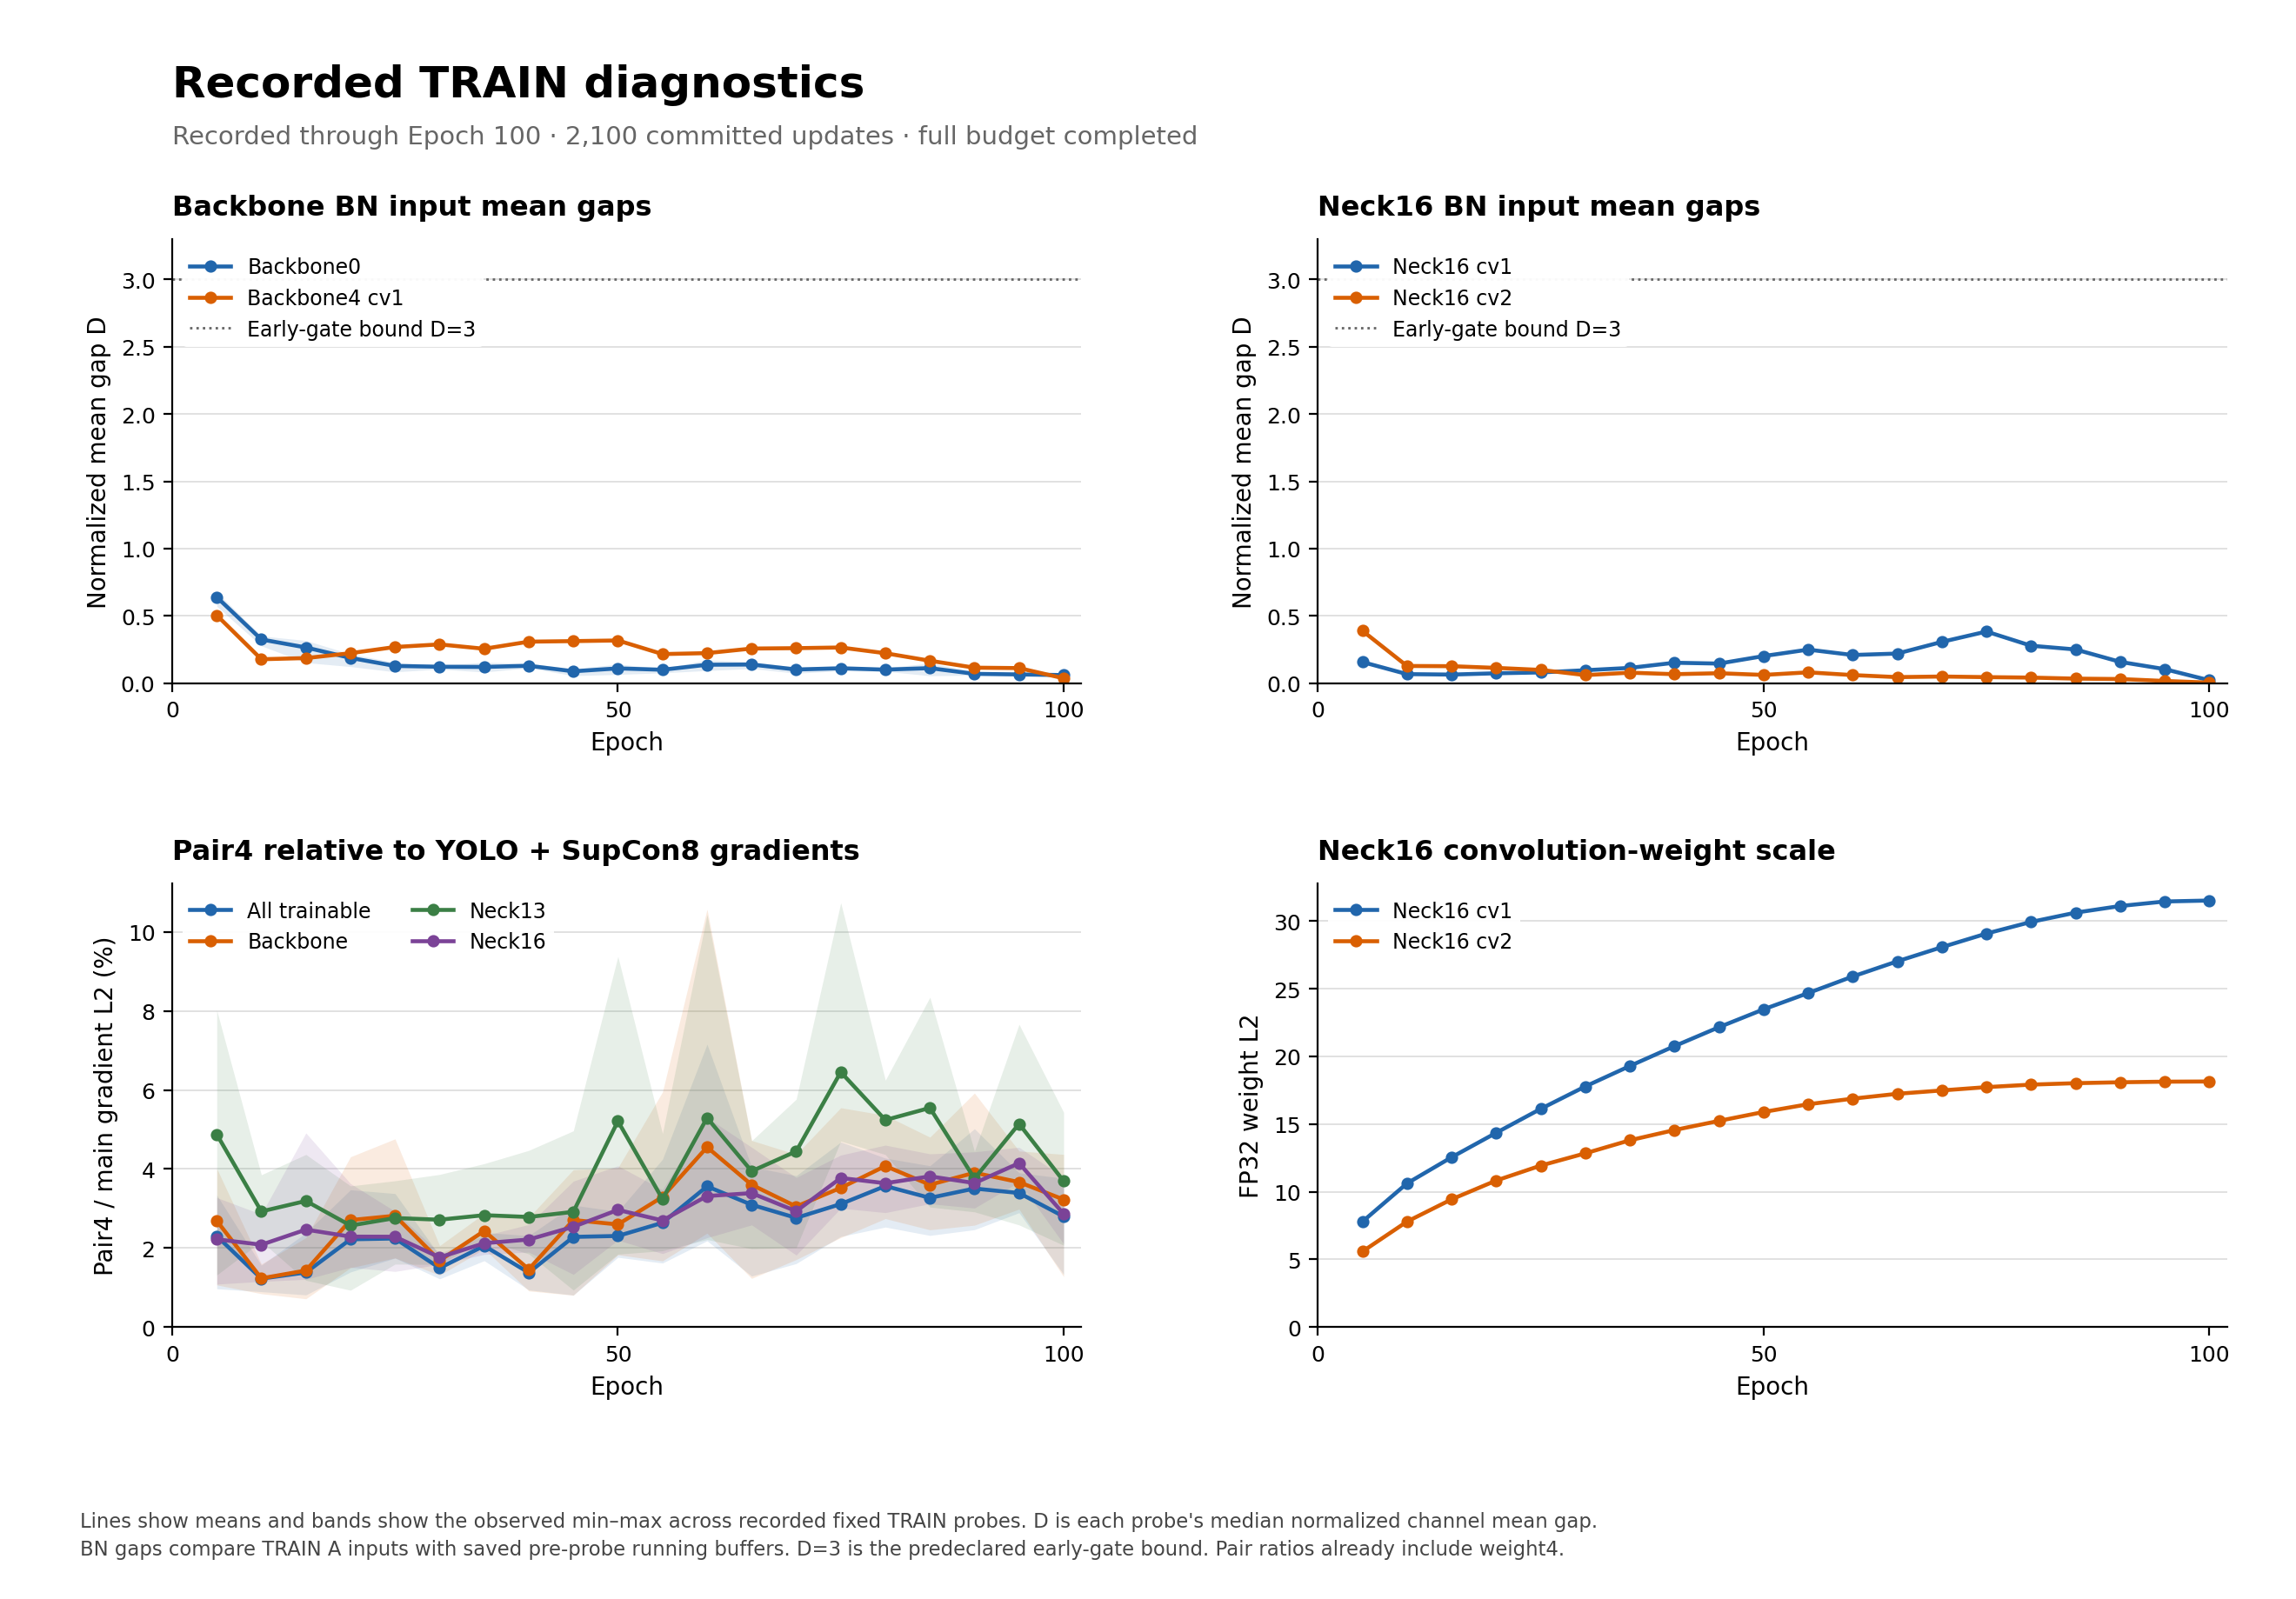 Recorded TRAIN diagnostics
Recorded through Epoch 100 · 2,100 committed updates · full budget completed
Backbone BN input mean gaps
Normalized mean gap D
3.0
2.5
2.0
1.5
1.0
0.5
0.0
Backbone0
Backbone4 cv1
Early-gate bound D=3
0 50 100
Epoch
Neck16 BN input mean gaps
Normalized mean gap D
3.0
2.5
2.0
1.5
1.0
0.5
0.0
Neck16 cv1
Neck16 cv2
Early-gate bound D=3
0 50 100
Epoch
Pair4 relative to YOLO + SupCon8 gradients
Pair4 / main gradient L2 (%)
10
8
6
4
2
0
All trainable Neck13
Backbone Neck16
0 50 100
Epoch
Neck16 convolution-weight scale
FP32 weight L2
30
25
20
15
10
5
0
Neck16 cv1
Neck16 cv2
0 50 100
Epoch
Lines show means and bands show the observed min–max across recorded fixed TRAIN probes. D is each probe's median normalized channel mean gap.
BN gaps compare TRAIN A inputs with saved pre-probe running buffers. D=3 is the predeclared early-gate bound. Pair ratios already include weight4.